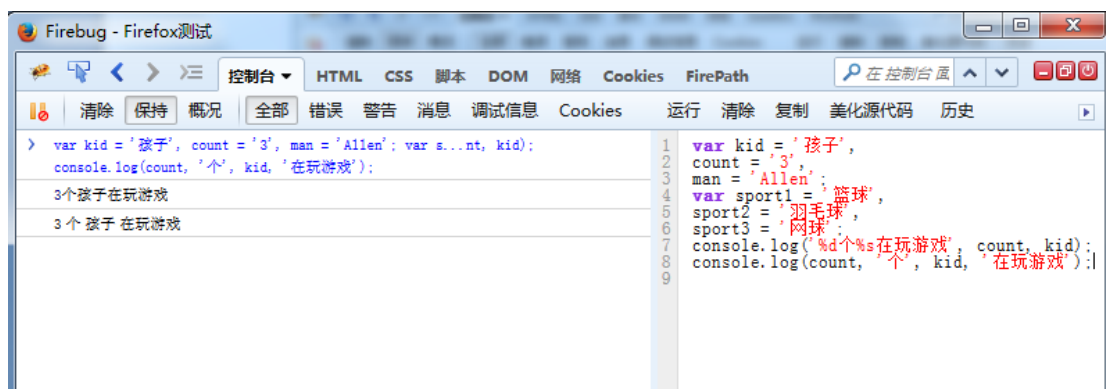 Firebug - Firefox测试
控制台 HTML CSS 脚本 DOM 网络 Cookies FirePath 在控制台面
清除 保持 概况 全部 错误 警告 消息 调试信息 Cookies 运行 清除 复制 美化源代码 历史
var kid = '孩子', count = '3', man = 'Allen'; var s...nt, kid);
console.log(count, '个', kid, '在玩游戏');
3个孩子在玩游戏
3 个 孩子 在玩游戏
1 var kid = '孩子',
2 count = '3',
3 man = 'Allen';
4 var sport1 = '篮球',
5 sport2 = '羽毛球',
6 sport3 = '网球';
7 console.log('%d个%s在玩游戏', count, kid);
8 console.log(count, '个', kid, '在玩游戏');
9